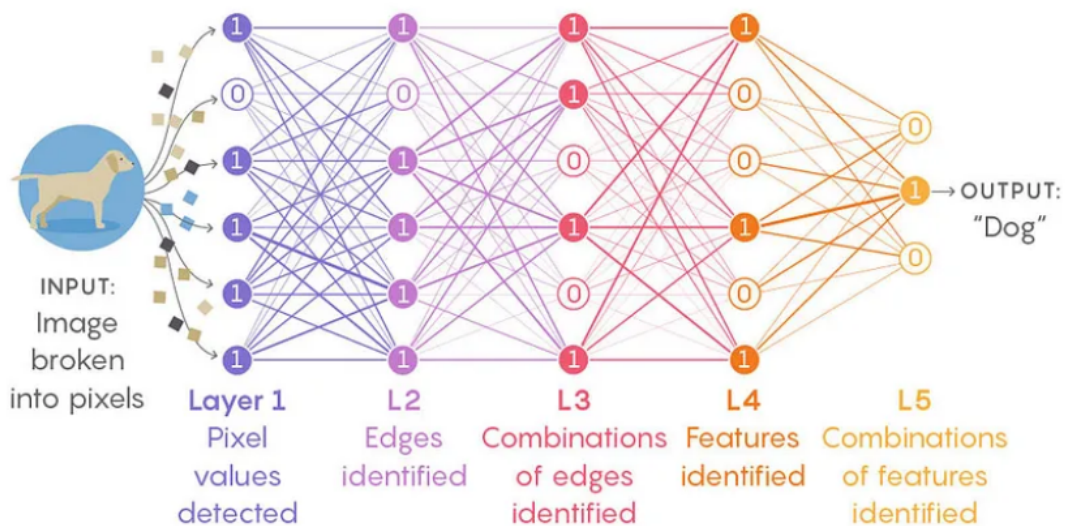 1 1 1 1
0 0 1 0
0
1 1 0 0
1
OUTPUT:
"Dog"
1 1 1 1
0
1 1 0 0
1 1 1 1
INPUT:
Image
broken
into pixels
Layer 1
Pixel
values
detected
L2
Edges
identified
L3
Combinations
of edges
identified
L4
Features
identified
L5
Combinations
of features
identified